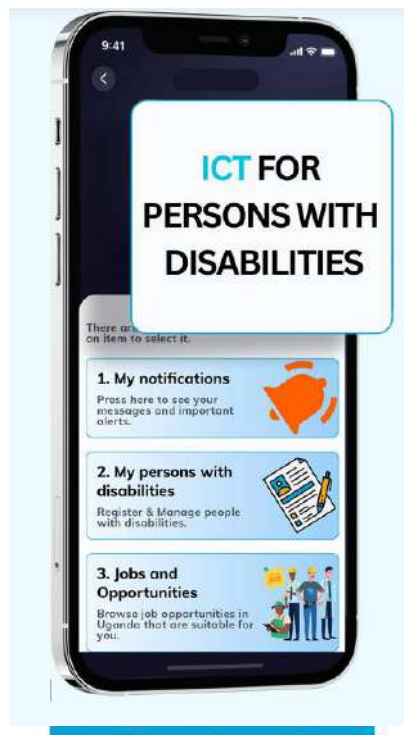 9:41
ICT FOR
PERSONS WITH
DISABILITIES
There are
on item to select it.
1. My notifications
Press here to see your
messages and important
alerts.
2. My persons with
disabilities
Register & Manage people
with disabilities.
3. Jobs and
Opportunities
Browse job opportunities in
Uganda that are suitable for
you.